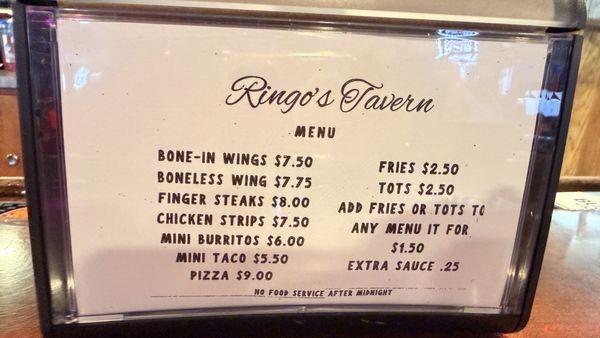 Ringo's Tavern
MENU
BONE-IN WINGS $7.50
BONELESS WING $7.75
FINGER STEAKS $8.00
CHICKEN STRIPS $7.50
MINI BURRITOS $6.00
MINI TACO $5.50
PIZZA $9.00
FRIES $2.50
TOTS $2.50
ADD FRIES OR TOTS TO
ANY MENU IT FOR
$1.50
EXTRA SAUCE .25
NO FOOD SERVICE AFTER MIDNIGHT